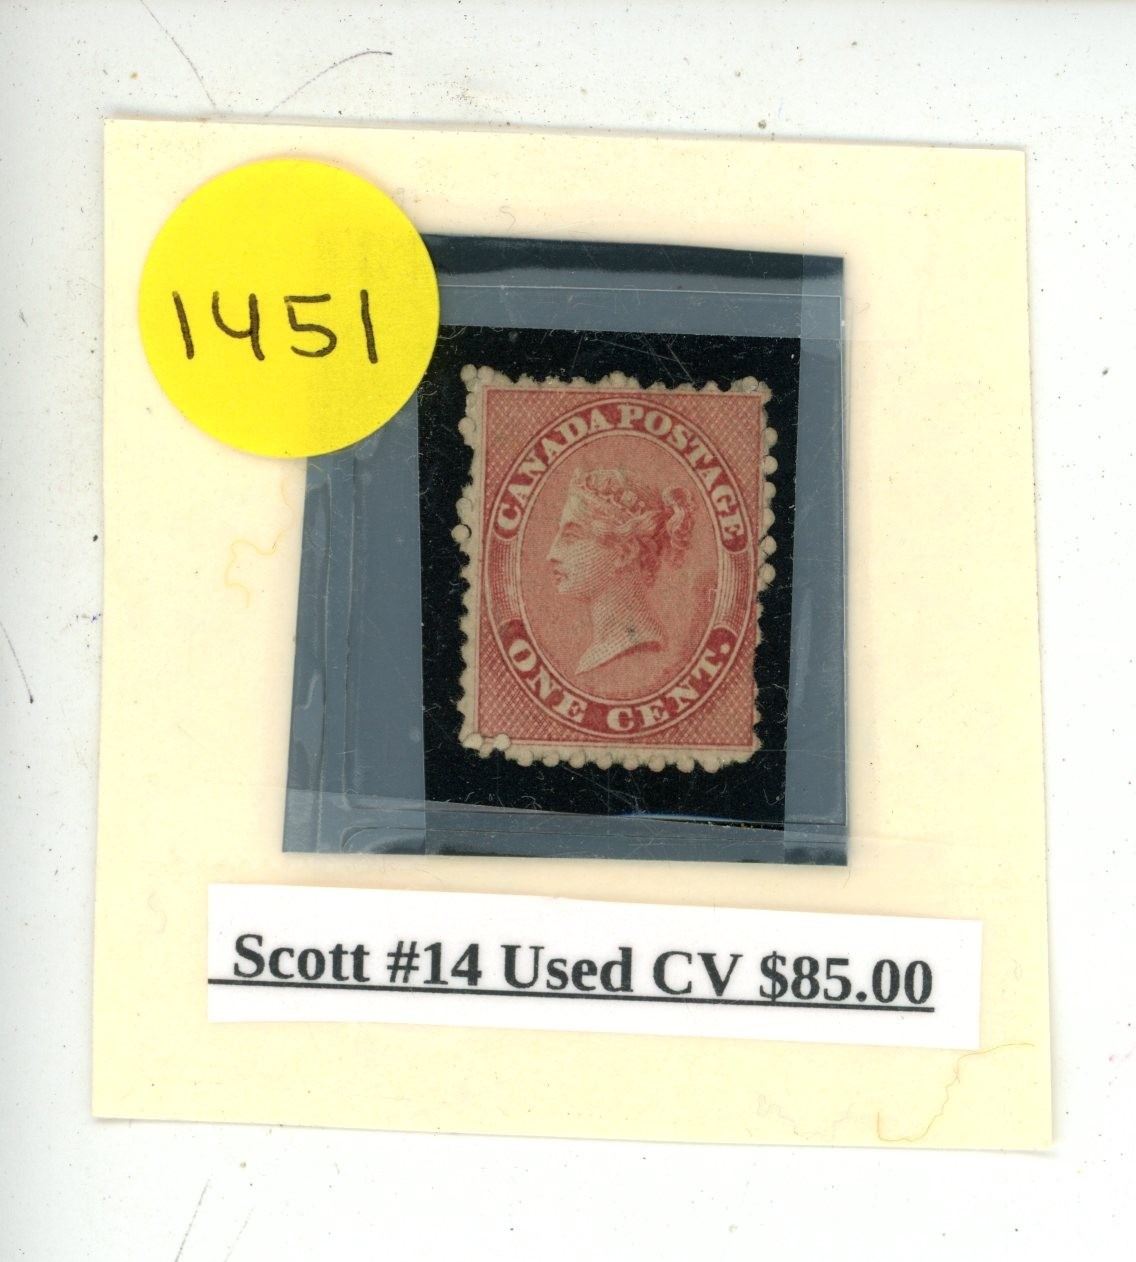 1451
CANADA POSTAGE
ONE CENT.
Scott #14 Used CV $85.00